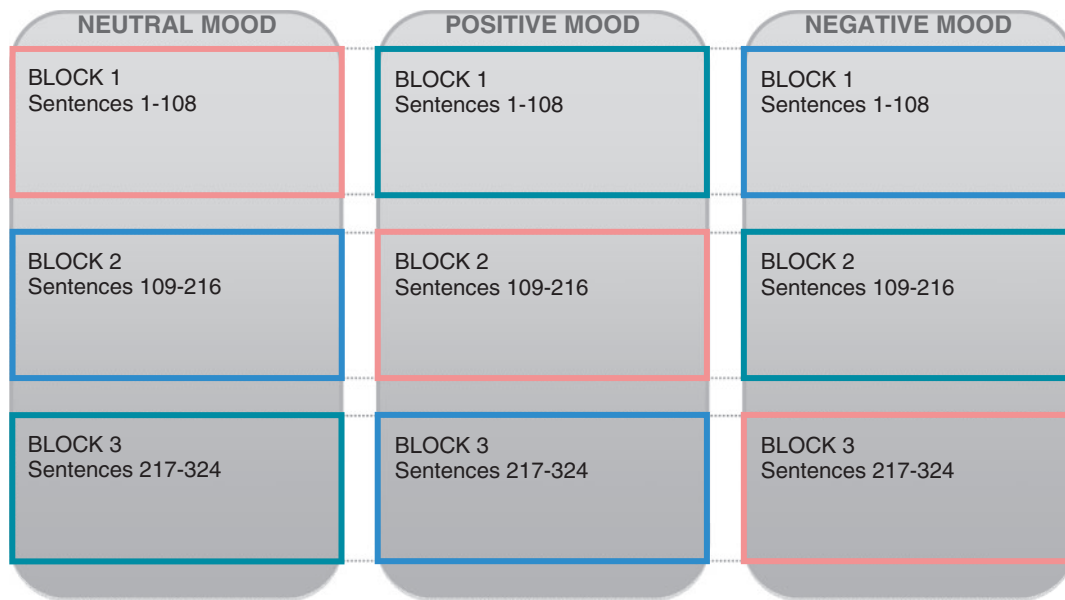 NEUTRAL MOOD
POSITIVE MOOD
NEGATIVE MOOD
BLOCK 1
Sentences 1-108
BLOCK 1
Sentences 1-108
BLOCK 1
Sentences 1-108
BLOCK 2
Sentences 109-216
BLOCK 2
Sentences 109-216
BLOCK 2
Sentences 109-216
BLOCK 3
Sentences 217-324
BLOCK 3
Sentences 217-324
BLOCK 3
Sentences 217-324